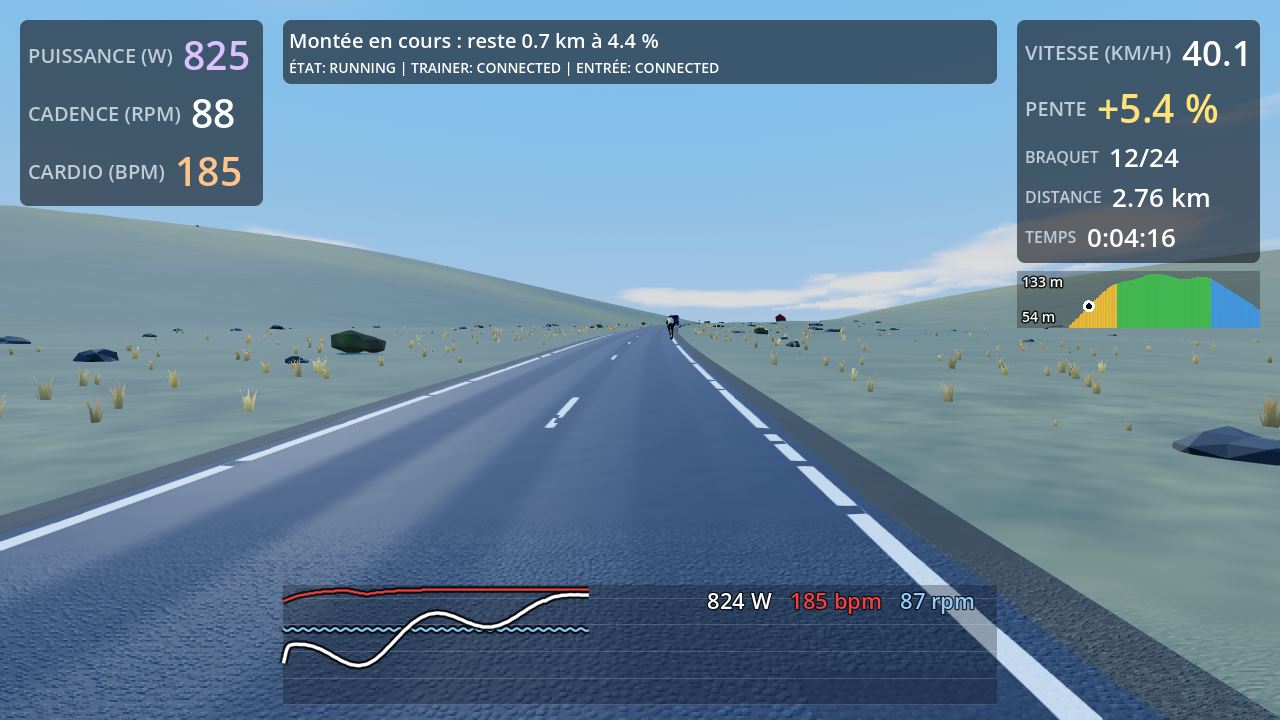 PUISSANCE (W) 825
CADENCE (RPM) 88
CARDIO (BPM) 185
Montée en cours : reste 0.7 km à 4.4 %
ÉTAT: RUNNING | TRAINER: CONNECTED | ENTRÉE: CONNECTED
VITESSE (KM/H) 40.1
PENTE +5.4 %
BRAQUET 12/24
DISTANCE 2.76 km
TEMPS 0:04:16
133 m
54 m
824 W 185 bpm 87 rpm